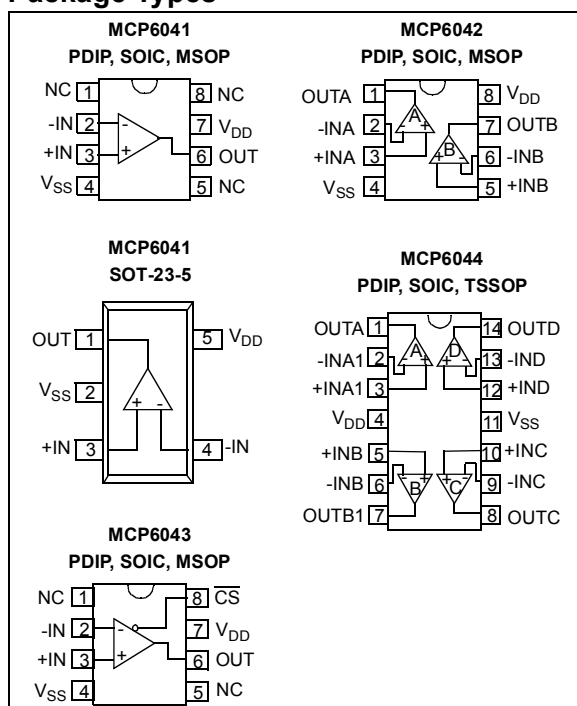 Package Types
MCP6041
PDIP, SOIC, MSOP
NC 1
8 NC
-IN 2
7 VDD
+IN 3
6 OUT
VSS 4
5 NC
- +
MCP6042
PDIP, SOIC, MSOP
OUTA 1
8 VDD
-INA 2
7 OUTB
+INA 3
6 -INB
VSS 4
5 +INB
A - +
B + -
MCP6041
SOT-23-5
OUT 1
5 VDD
VSS 2
+IN 3
4 -IN
+ -
MCP6044
PDIP, SOIC, TSSOP
OUTA 1
14 OUTD
-INA1 2
13 -IND
+INA1 3
12 +IND
VDD 4
11 VSS
+INB 5
10 +INC
-INB 6
9 -INC
OUTB1 7
8 OUTC
A - +
D + -
B - +
C + -
MCP6043
PDIP, SOIC, MSOP
NC 1
8 CS
-IN 2
7 VDD
+IN 3
6 OUT
VSS 4
5 NC
- +